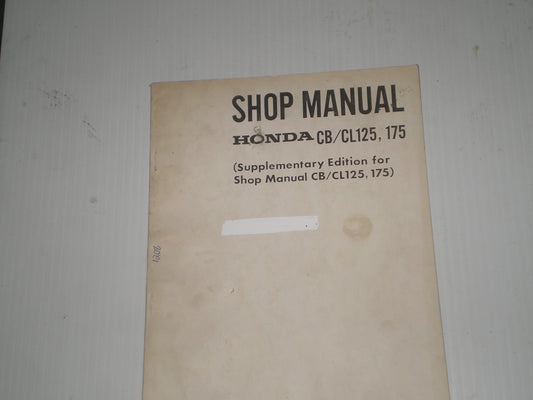 SHOP MANUAL
HONDA CB/CL125, 175
(Supplementary Edition for
Shop Manual CB/CL125, 175)